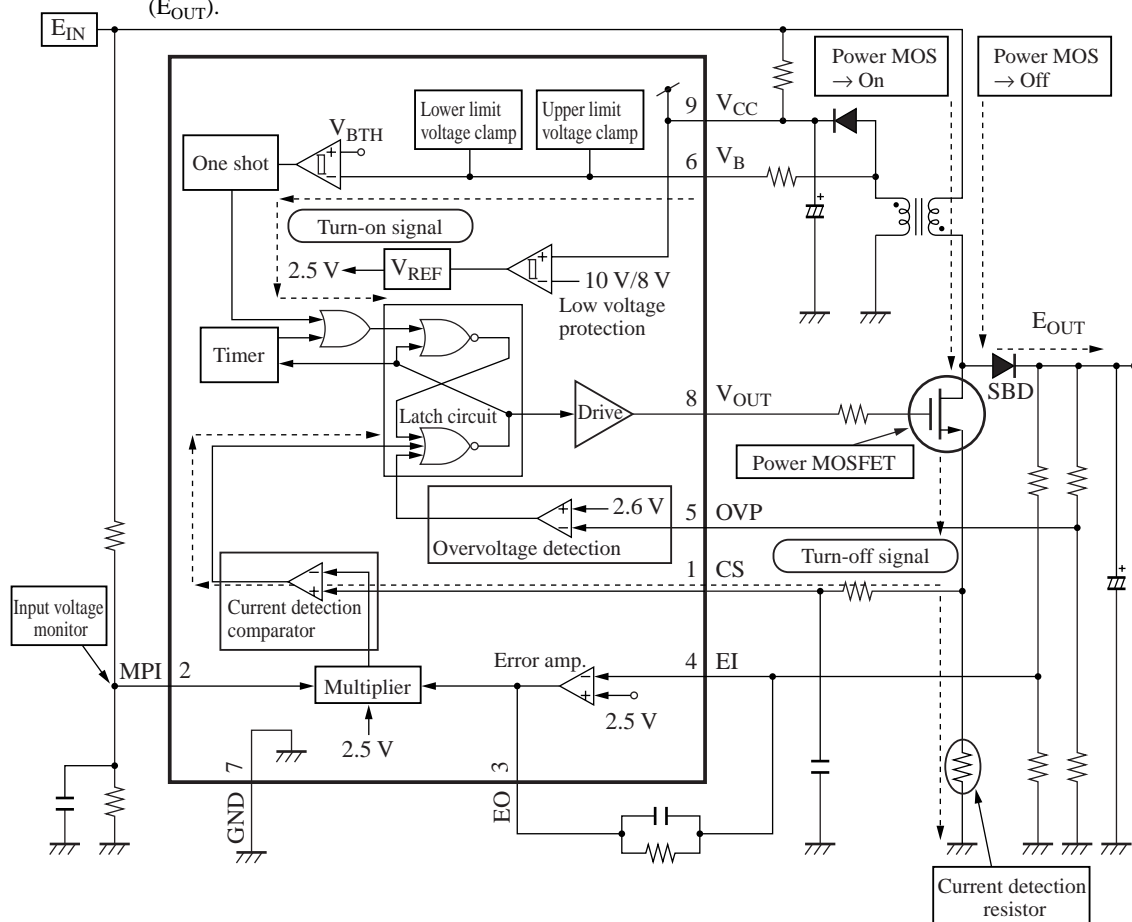 (E_OUT).
E_IN
Power MOS
→ On
Power MOS
→ Off
Lower limit
voltage clamp
Upper limit
voltage clamp
9
V_CC
V_BTH
+
−
One shot
6
V_B
+
Turn-on signal
2.5 V
V_REF
+
−
10 V/8 V
Low voltage
protection
E_OUT
Timer
SBD
8
V_OUT
Latch circuit
Drive
Power MOSFET
+
−
2.6 V
5
OVP
Overvoltage detection
Turn-off signal
1
CS
+
−
+
Current detection
comparator
Input voltage
monitor
MPI
2
Error amp.
4
EI
Multiplier
−
+
2.5 V
2.5 V
7
GND
3
EO
Current detection
resistor